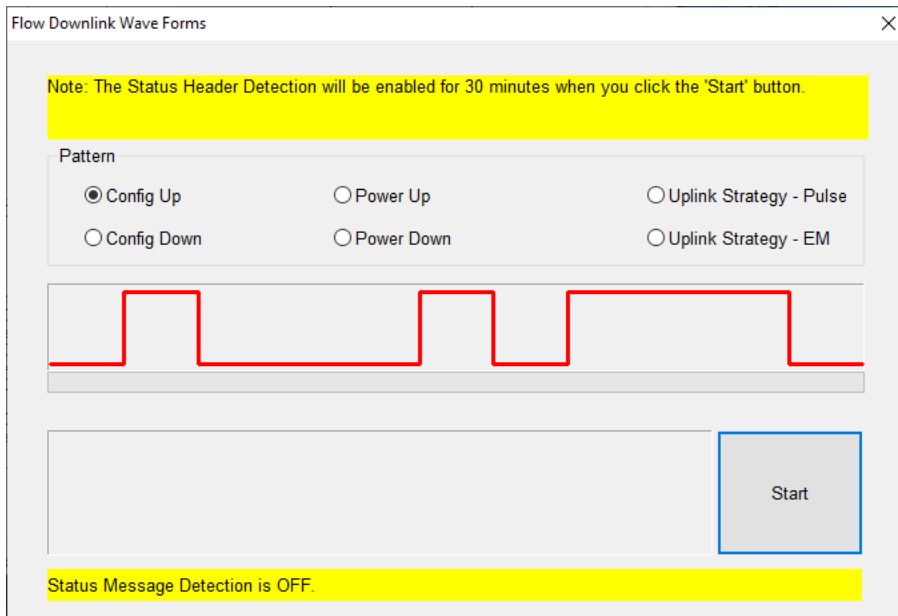 Flow Downlink Wave Forms
Note: The Status Header Detection will be enabled for 30 minutes when you click the 'Start' button.
Pattern
Config Up
Power Up
Uplink Strategy - Pulse
Config Down
Power Down
Uplink Strategy - EM
Start
Status Message Detection is OFF.